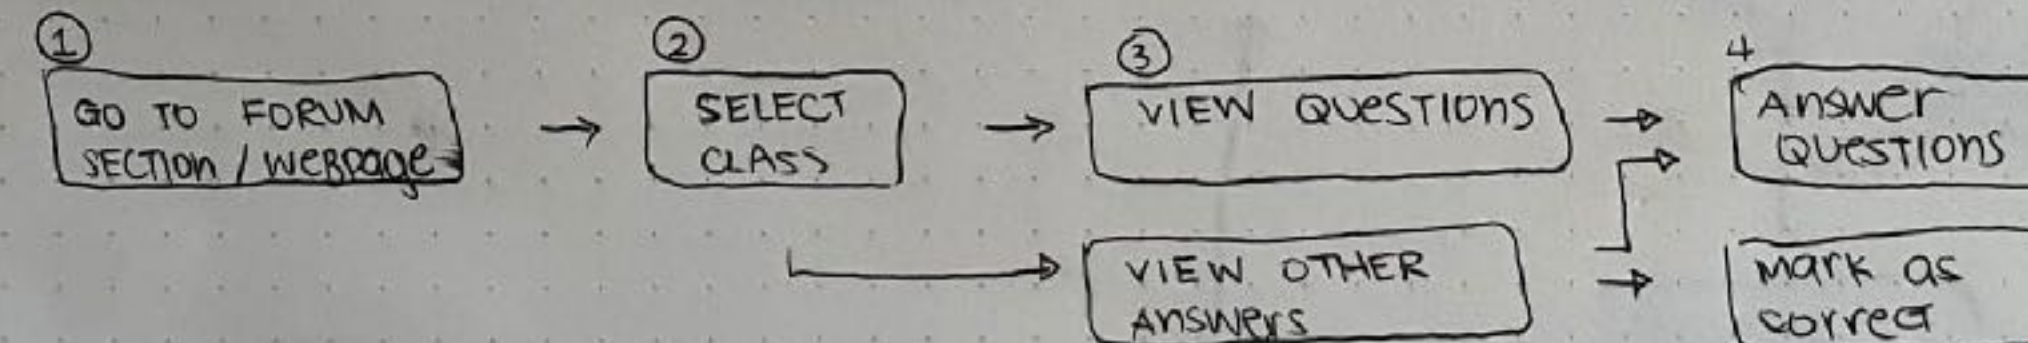 1
GO TO FORUM
SECTION / WEBPAGE
2
SELECT
CLASS
3
VIEW QUESTIONS
4
Answer
QUESTIONS
VIEW OTHER
Answers
Mark as
correct